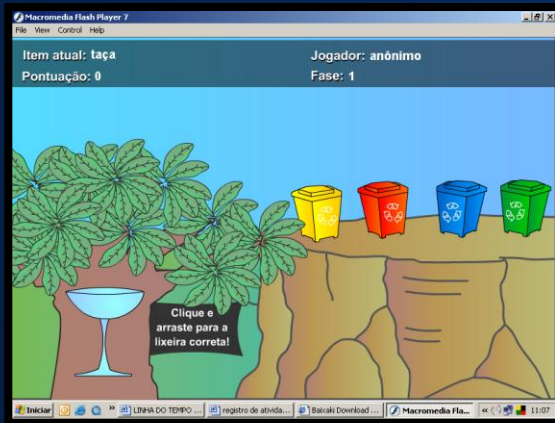 Macromedia Flash Player 7
File View Control Help
Item atual: taça
Jogador: anônimo
Pontuação: 0
Fase: 1
Clique e
arraste para a
lixeira correta!
Iniciar
LINHA DO TEMPO ...
registro de ativida...
Baixaki Download ...
Macromedia Fla...
11:07